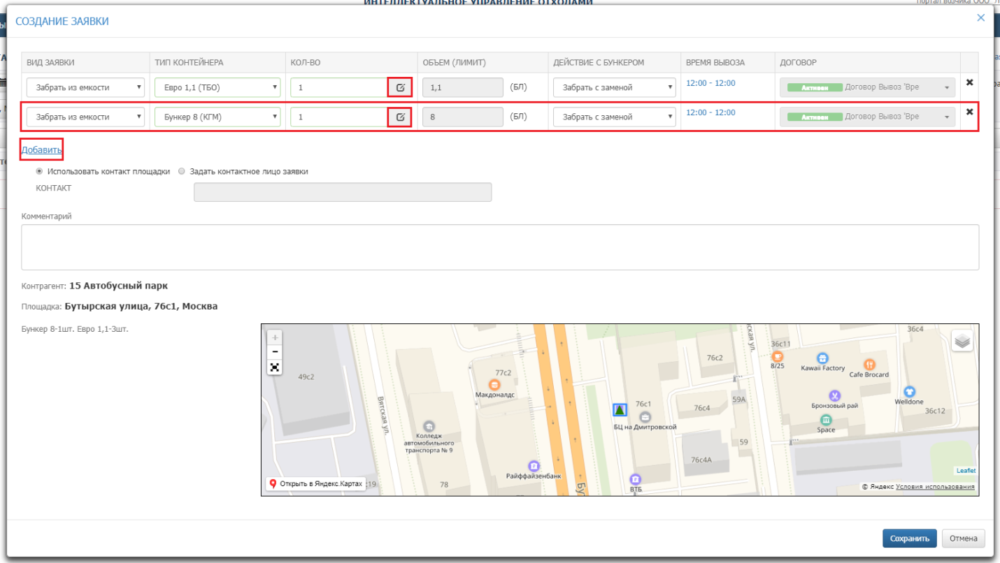 ИНТЕЛЛЕКТУАЛЬНОЕ УПРАВЛЕНИЕ ОТХОДАМИ
портал возчика ООО
СОЗДАНИЕ ЗАЯВКИ
ВИД ЗАЯВКИ ТИП КОНТЕЙНЕРА КОЛ-ВО ОБЪЕМ (ЛИМИТ) ДЕЙСТВИЕ С БУНКЕРОМ ВРЕМЯ ВЫВОЗА ДОГОВОР
Забрать из емкости Евро 1,1 (ТБО) 1 1,1 (БЛ) Забрать с заменой 12:00 - 12:00 Активен Договор Вывоз 'Вре
Забрать из емкости Бункер 8 (КГМ) 1 8 (БЛ) Забрать с заменой 12:00 - 12:00 Активен Договор Вывоз 'Вре
Добавить
Использовать контакт площадки Задать контактное лицо заявки
КОНТАКТ
Комментарий
Контрагент: 15 Автобусный парк
Площадка: Бутырская улица, 76с1, Москва
Бункер 8-1шт. Евро 1,1-3шт.
36с4
ская ул.
36с11
76с2
8/25
Kawaii Factory
Cafe Brocard
49с2
77с2
Макдоналдс
Вятская ул.
59А
76с1
76с4
Бронзовый рай
Welldone
36с12
БЦ на Дмитровской
Space
Колледж
автомобильного
транспорта № 9
59
76с4А
Райффайзенбанк
Leaflet
Открыть в Яндекс.Картах
с19
78
ВТБ
Бу
© Яндекс Условия использования
Сохранить Отмена